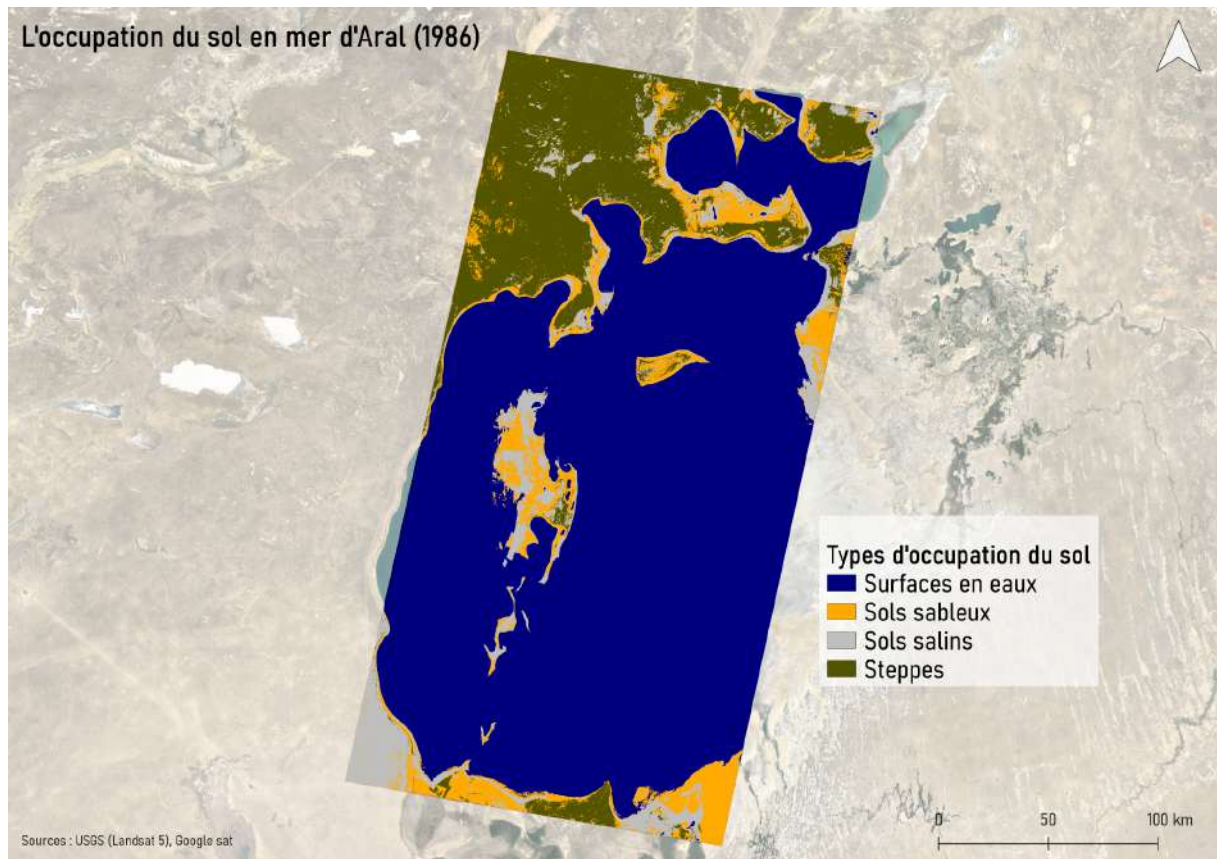 L'occupation du sol en mer d'Aral (1986)
Types d'occupation du sol
Surfaces en eaux
Sols sableux
Sols salins
Steppes
0 50 100 km
Sources : USGS (Landsat 5), Google sat